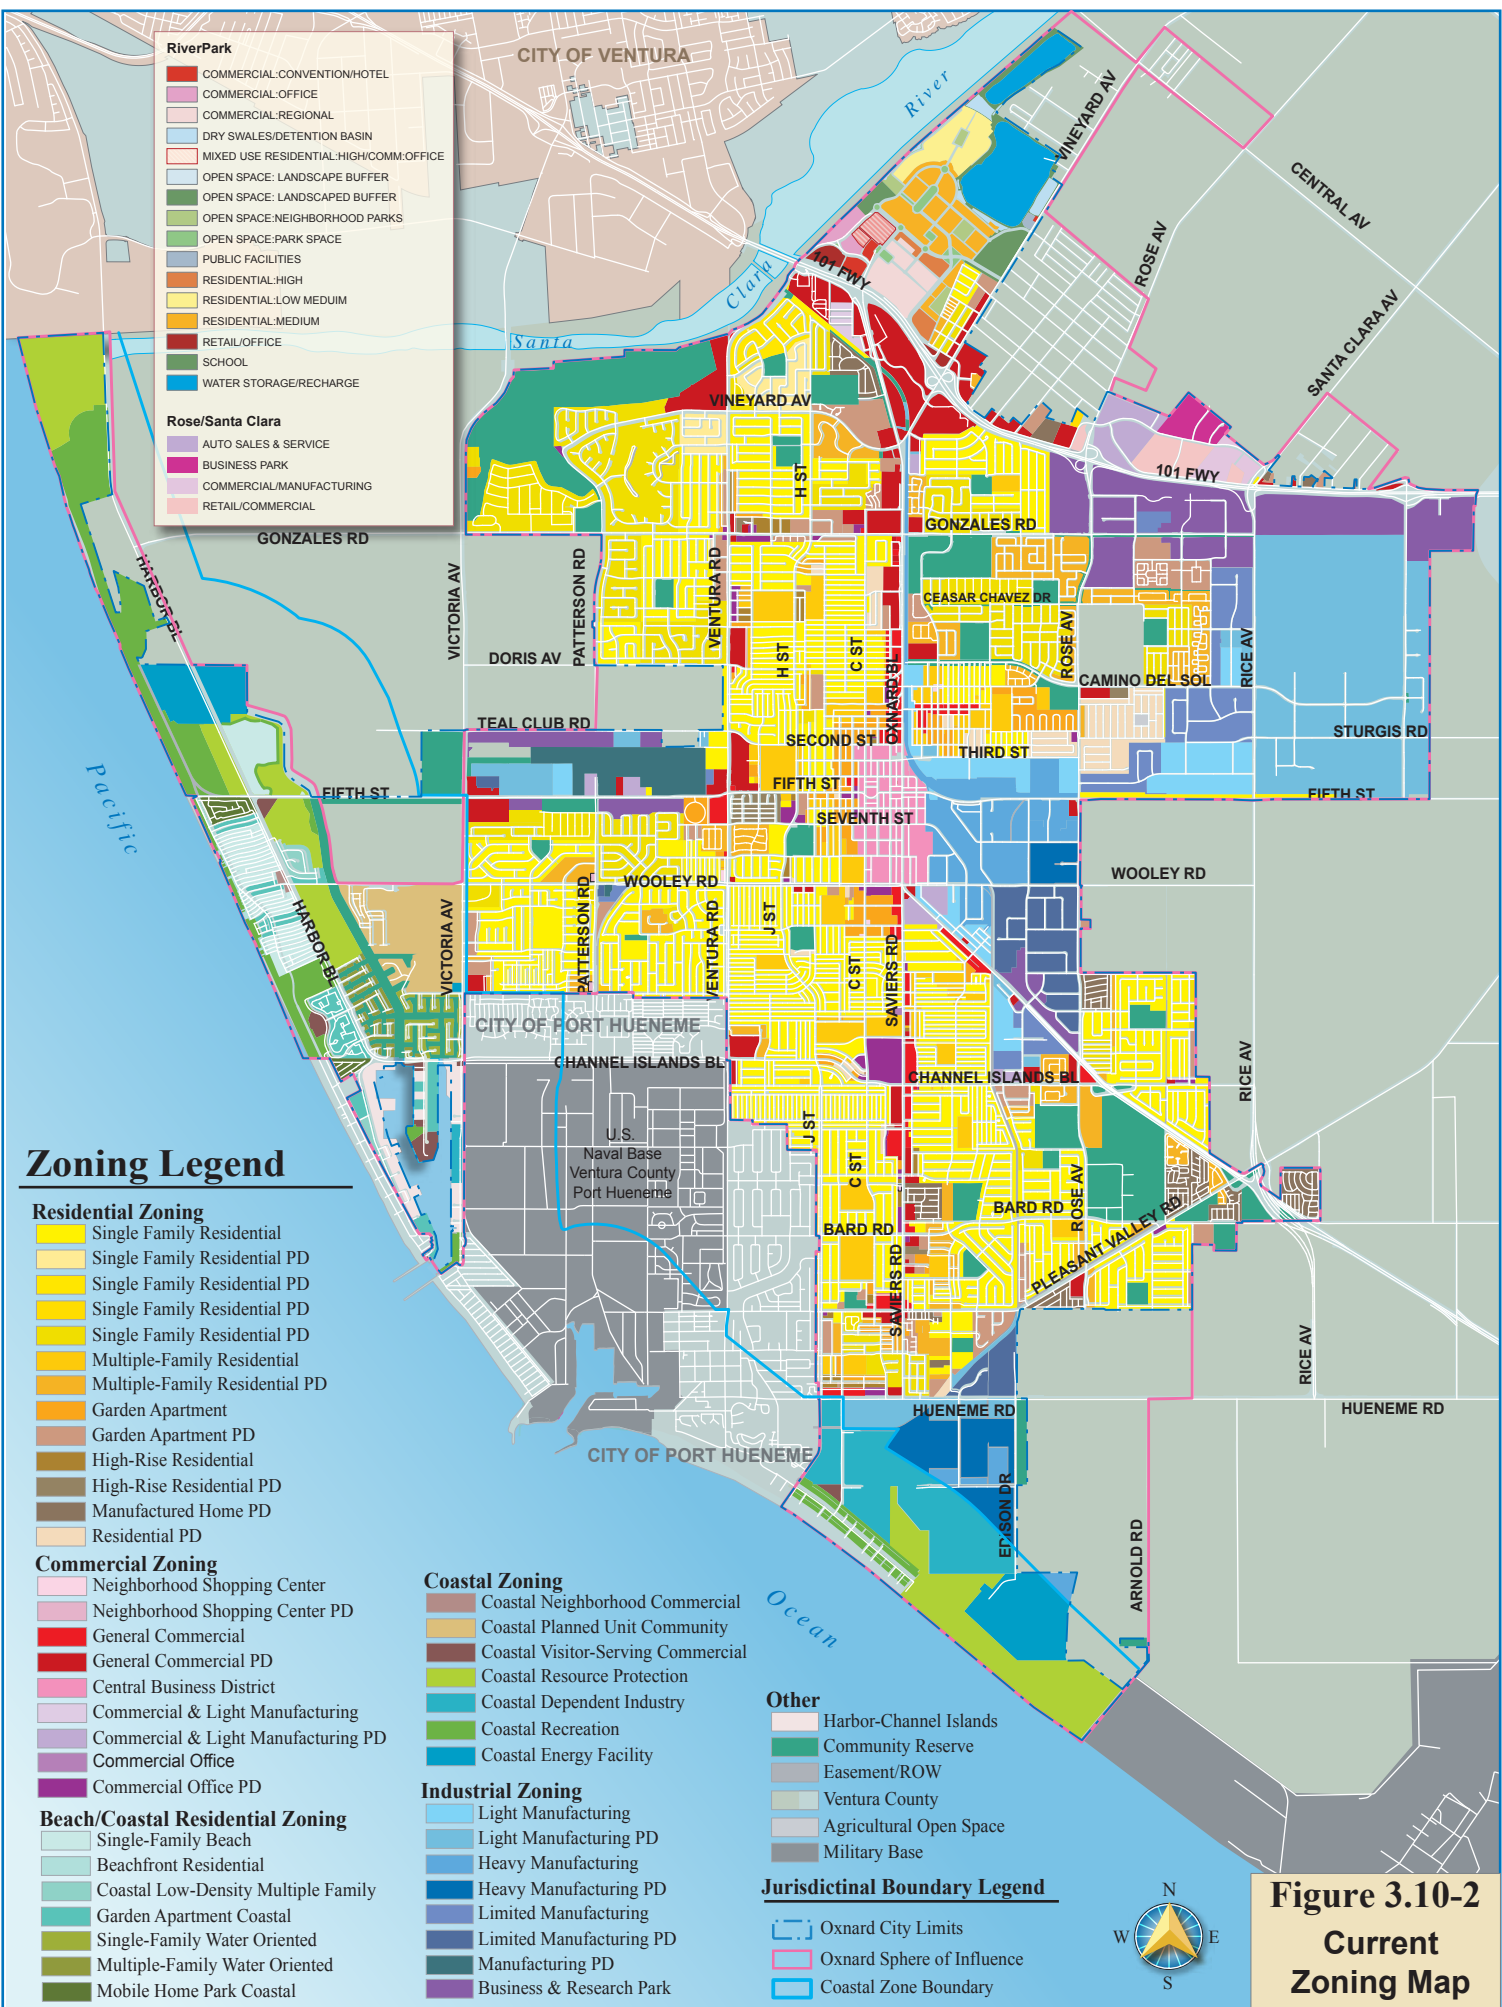 RiverPark
COMMERCIAL:CONVENTION/HOTEL
COMMERCIAL:OFFICE
COMMERCIAL:REGIONAL
DRY SWALES/DETENTION BASIN
MIXED USE RESIDENTIAL:HIGH/COMM:OFFICE
OPEN SPACE: LANDSCAPE BUFFER
OPEN SPACE: LANDSCAPED BUFFER
OPEN SPACE:NEIGHBORHOOD PARKS
OPEN SPACE:PARK SPACE
PUBLIC FACILITIES
RESIDENTIAL:HIGH
RESIDENTIAL:LOW MEDUIM
RESIDENTIAL:MEDIUM
RETAIL/OFFICE
SCHOOL
WATER STORAGE/RECHARGE
Rose/Santa Clara
AUTO SALES & SERVICE
BUSINESS PARK
COMMERCIAL/MANUFACTURING
RETAIL/COMMERCIAL
CITY OF VENTURA
River
VINEYARD AV
CENTRAL AV
ROSE AV
Clara
101 FWY
SANTA CLARA AV
Santa
VINEYARD AV
H ST
101 FWY
GONZALES RD
GONZALES RD
HARBOR BL
VICTORIA AV
PATTERSON RD
VENTURA RD
CEASAR CHAVEZ DR
DORIS AV
H ST
C ST
OXNARD BL
ROSE AV
RICE AV
CAMINO DEL SOL
TEAL CLUB RD
SECOND ST
THIRD ST
STURGIS RD
Pacific
FIFTH ST
FIFTH ST
FIFTH ST
SEVENTH ST
WOOLEY RD
WOOLEY RD
HARBOR BL
VICTORIA AV
PATTERSON RD
VENTURA RD
J ST
C ST
SAVIERS RD
CITY OF PORT HUENEME
CHANNEL ISLANDS BL
CHANNEL ISLANDS BL
RICE AV
U.S.
Naval Base
Ventura County
Port Hueneme
J ST
C ST
BARD RD
BARD RD
ROSE AV
PLEASANT VALLEY RD
SAVIERS RD
RICE AV
HUENEME RD
HUENEME RD
CITY OF PORT HUENEME
EDISON DR
ARNOLD RD
Ocean
Zoning Legend
Residential Zoning
Single Family Residential
Single Family Residential PD
Single Family Residential PD
Single Family Residential PD
Single Family Residential PD
Multiple-Family Residential
Multiple-Family Residential PD
Garden Apartment
Garden Apartment PD
High-Rise Residential
High-Rise Residential PD
Manufactured Home PD
Residential PD
Commercial Zoning
Neighborhood Shopping Center
Neighborhood Shopping Center PD
General Commercial
General Commercial PD
Central Business District
Commercial & Light Manufacturing
Commercial & Light Manufacturing PD
Commercial Office
Commercial Office PD
Beach/Coastal Residential Zoning
Single-Family Beach
Beachfront Residential
Coastal Low-Density Multiple Family
Garden Apartment Coastal
Single-Family Water Oriented
Multiple-Family Water Oriented
Mobile Home Park Coastal
Coastal Zoning
Coastal Neighborhood Commercial
Coastal Planned Unit Community
Coastal Visitor-Serving Commercial
Coastal Resource Protection
Coastal Dependent Industry
Coastal Recreation
Coastal Energy Facility
Industrial Zoning
Light Manufacturing
Light Manufacturing PD
Heavy Manufacturing
Heavy Manufacturing PD
Limited Manufacturing
Limited Manufacturing PD
Manufacturing PD
Business & Research Park
Other
Harbor-Channel Islands
Community Reserve
Easement/ROW
Ventura County
Agricultural Open Space
Military Base
Jurisdictinal Boundary Legend
Oxnard City Limits
Oxnard Sphere of Influence
Coastal Zone Boundary
N
W
E
S
Figure 3.10-2
Current
Zoning Map